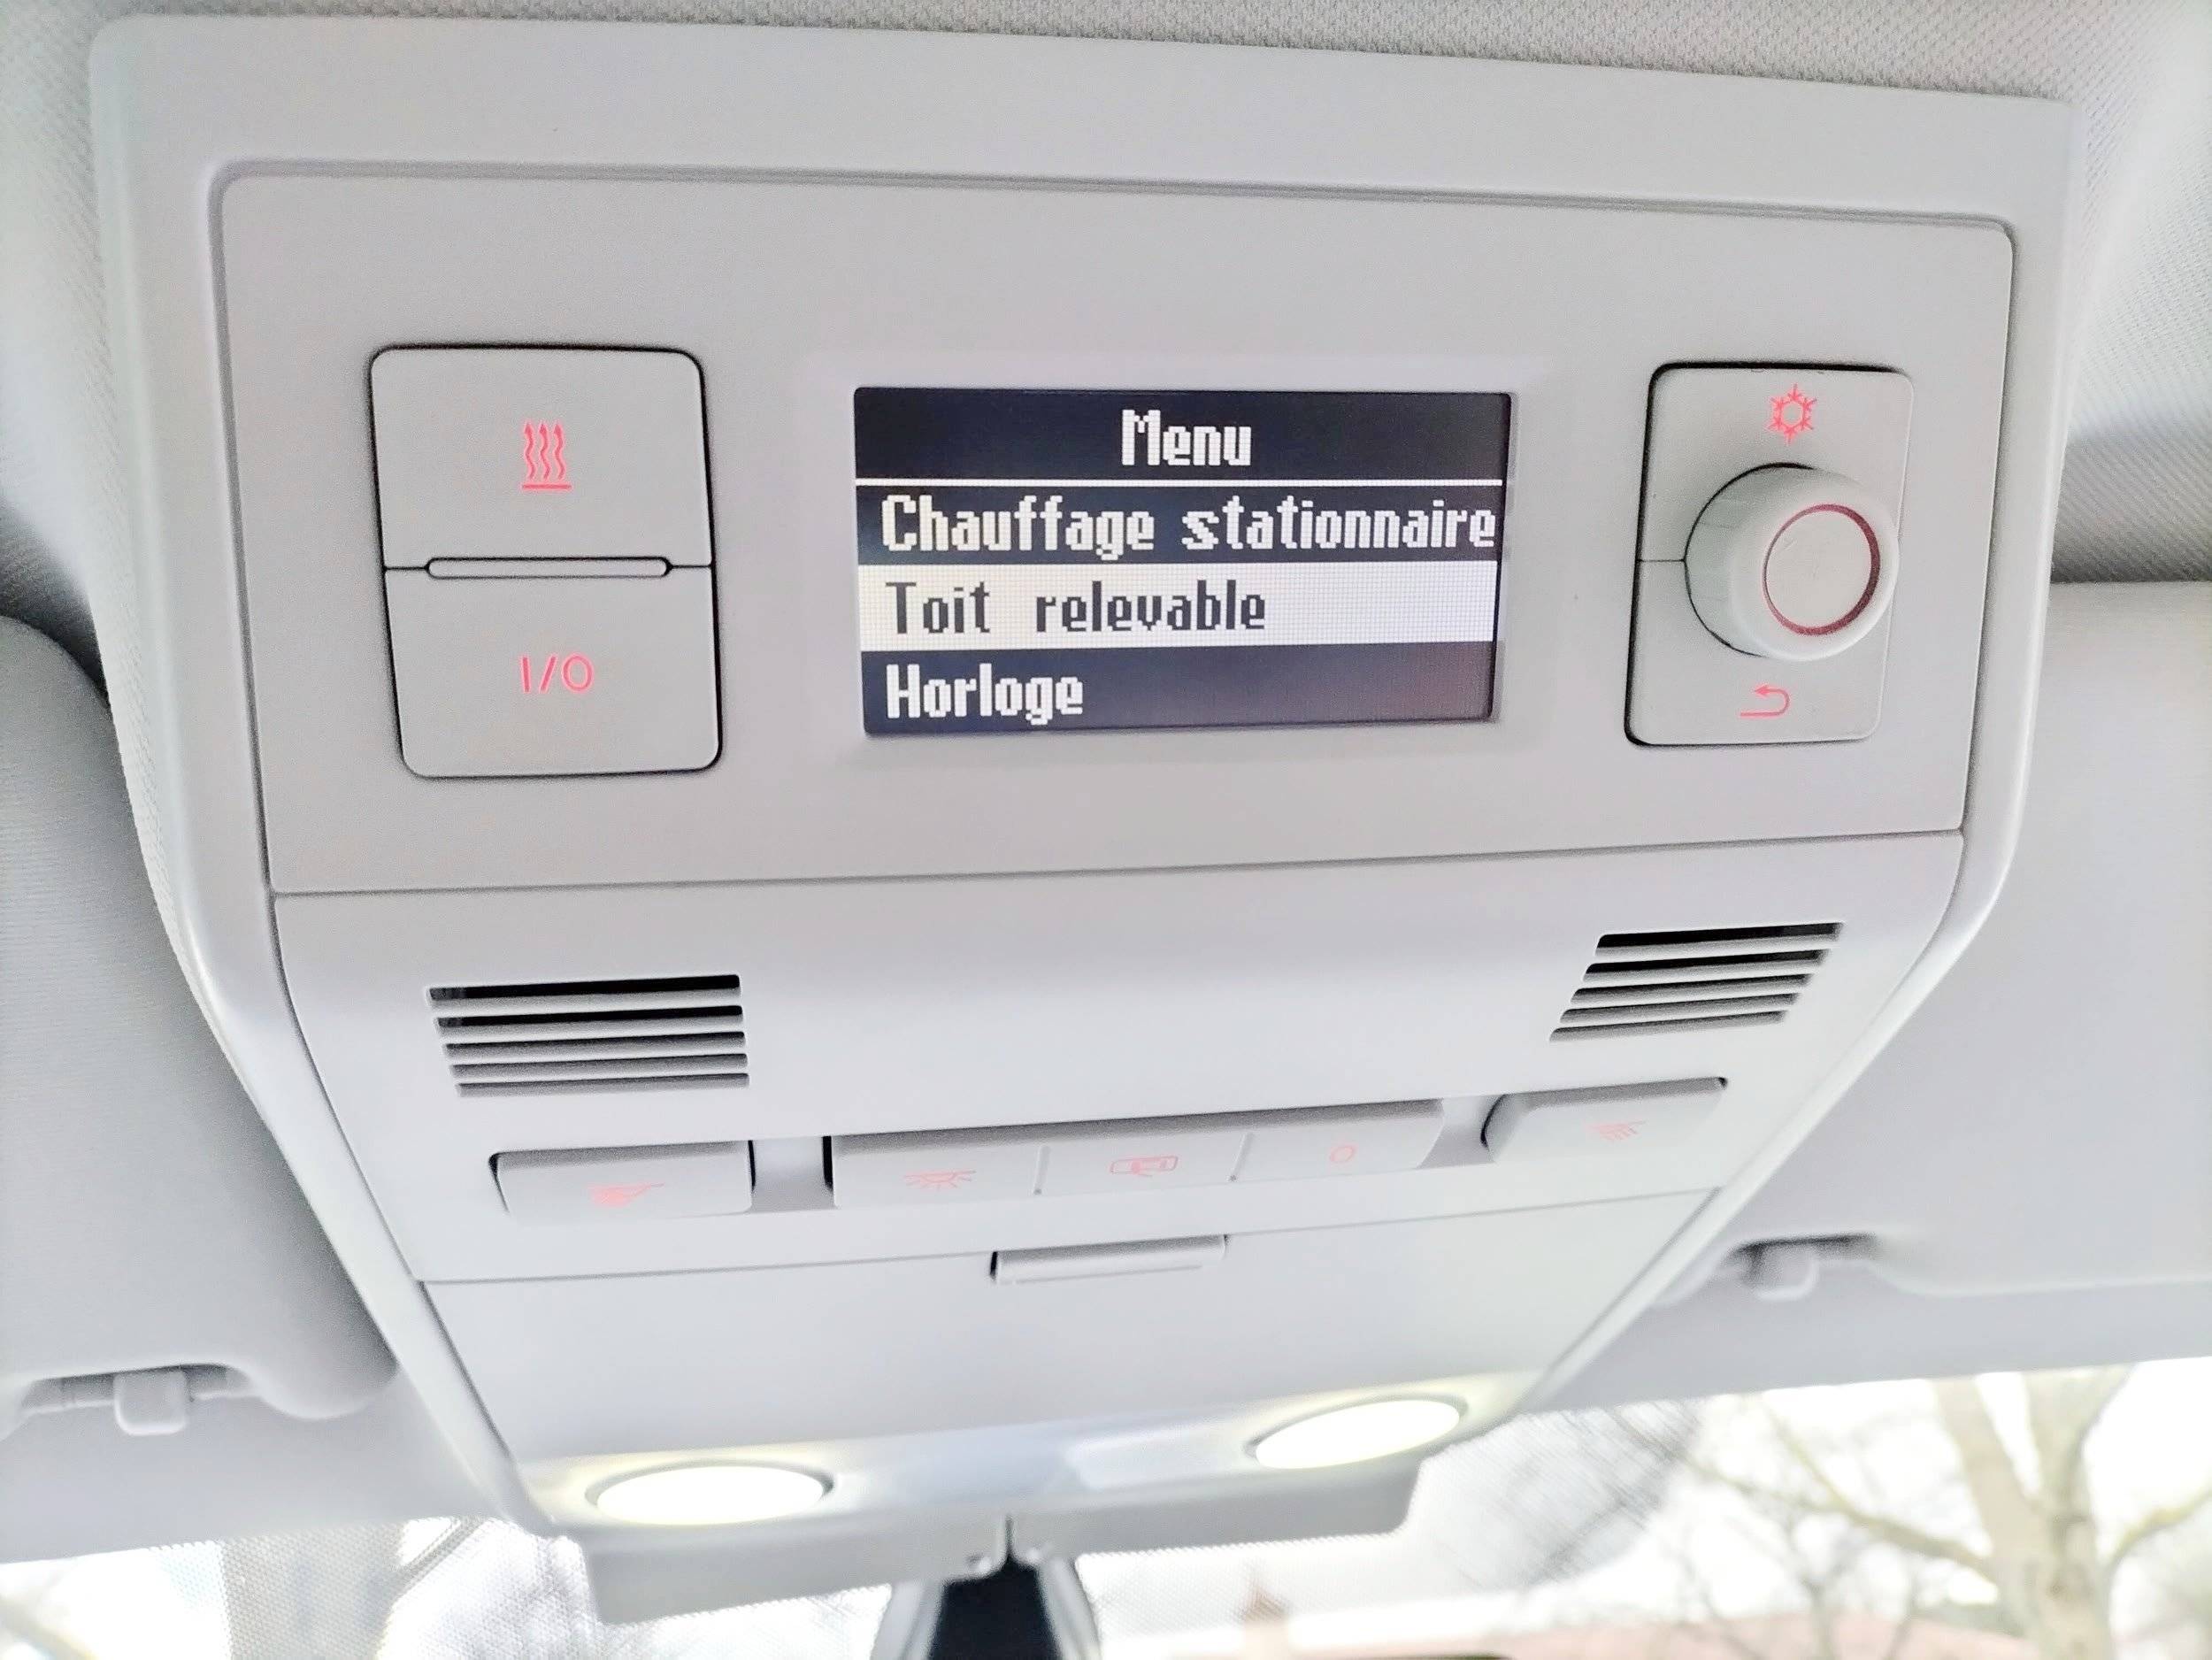 Menu
Chauffage stationnaire
Toit relevable
Horloge
I/O